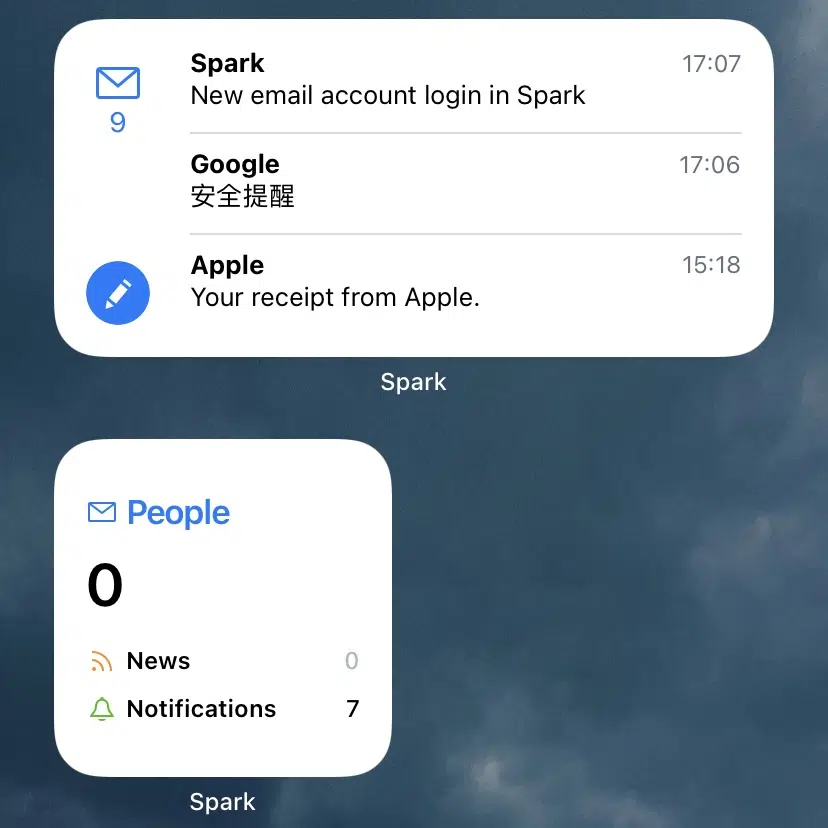 Spark 17:07
New email account login in Spark
9
Google 17:06
安全提醒
Apple 15:18
Your receipt from Apple.
Spark
People
0
News 0
Notifications 7
Spark